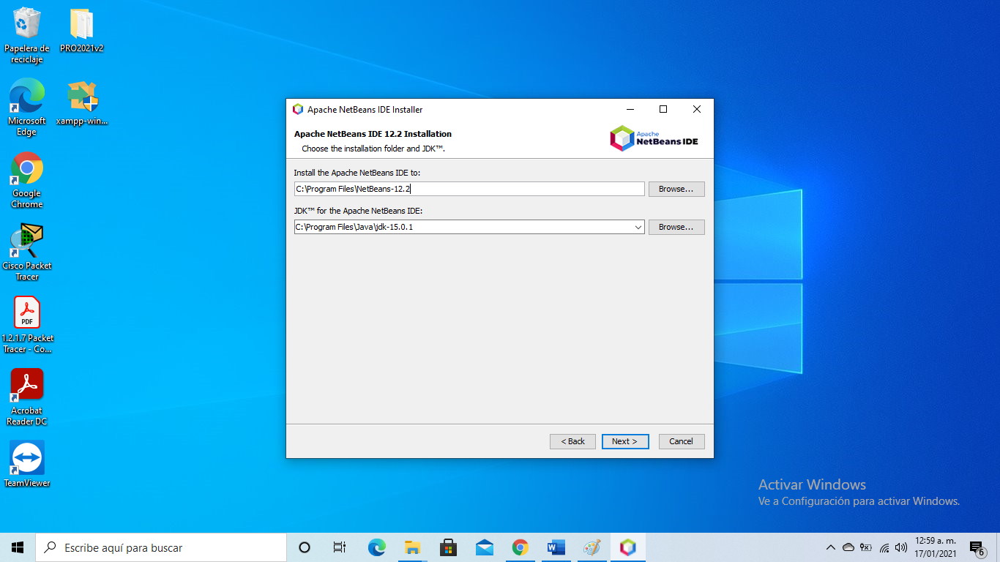 Papelera de
reciclaje
PRO2021v2
Microsoft
Edge
xampp-win...
Google
Chrome
Cisco Packet
Tracer
PDF
1.2.1.7 Packet
Tracer - Co...
Acrobat
Reader DC
TeamViewer
Apache NetBeans IDE Installer
Apache NetBeans IDE 12.2 Installation
Choose the installation folder and JDK™.
Apache
NetBeans IDE
Install the Apache NetBeans IDE to:
C:\Program Files\NetBeans-12.2
Browse...
JDK™ for the Apache NetBeans IDE:
C:\Program Files\Java\jdk-15.0.1
Browse...
< Back
Next >
Cancel
Activar Windows
Ve a Configuración para activar Windows.
Escribe aquí para buscar
12:59 a. m.
17/01/2021
6